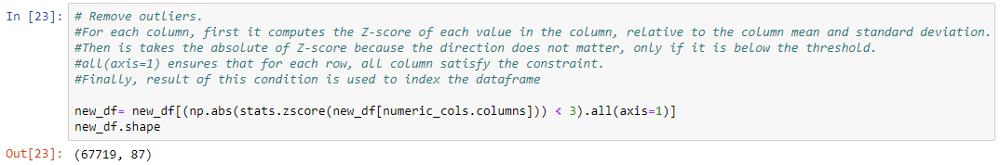 In [23]: # Remove outliers.
#For each column, first it computes the Z-score of each value in the column, relative to the column mean and standard deviation.
#Then is takes the absolute of Z-score because the direction does not matter, only if it is below the threshold.
#all(axis=1) ensures that for each row, all column satisfy the constraint.
#Finally, result of this condition is used to index the dataframe
new_df= new_df[(np.abs(stats.zscore(new_df[numeric_cols.columns])) < 3).all(axis=1)]
new_df.shape
Out[23]: (67719, 87)